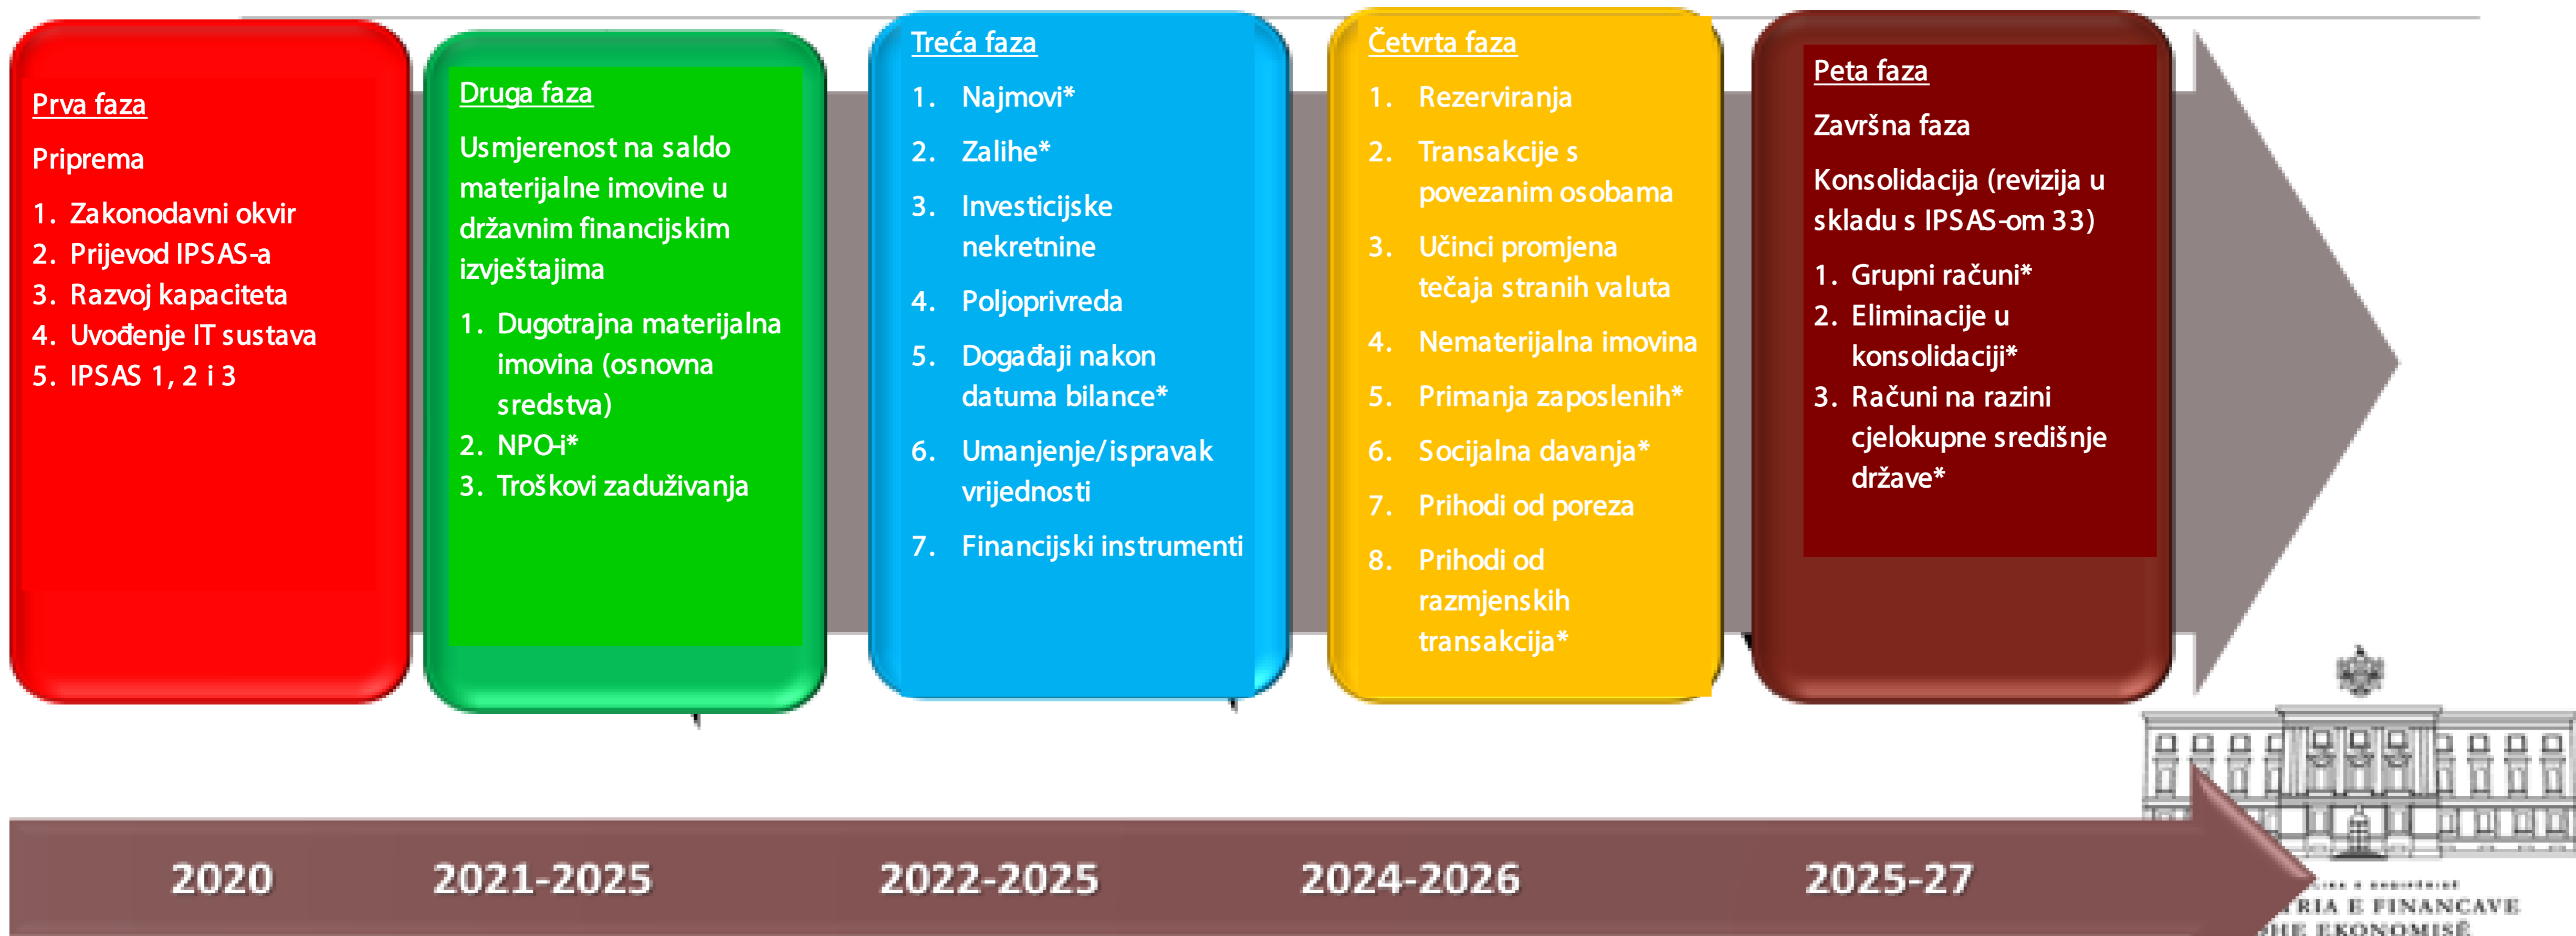 Prva faza
Priprema
1. Zakonodavni okvir
2. Prijevod IPSAS-a
3. Razvoj kapaciteta
4. Uvođenje IT sustava
5. IPSAS 1, 2 i 3
Druga faza
Usmjerenost na saldo
materijalne imovine u
državnim financijskim
izvještajima
1. Dugotrajna materijalna
imovina (osnovna
sredstva)
2. NPO-i*
3. Troškovi zaduživanja
Treća faza
1. Najmovi*
2. Zalihe*
3. Investicijske
nekretnine
4. Poljoprivreda
5. Događaji nakon
datuma bilance*
6. Umanjenje/ispravak
vrijednosti
7. Financijski instrumenti
Četvrta faza
1. Rezerviranja
2. Transakcije s
povezanim osobama
3. Učinci promjena
tečaja stranih valuta
4. Nematerijalna imovina
5. Primanja zaposlenih*
6. Socijalna davanja*
7. Prihodi od poreza
8. Prihodi od
razmjenskih
transakcija*
Peta faza
Završna faza
Konsolidacija (revizija u
skladu s IPSAS-om 33)
1. Grupni računi*
2. Eliminacije u
konsolidaciji*
3. Računi na razini
cjelokupne središnje
države*
2020
2021-2025
2022-2025
2024-2026
2025-27
E FINANCAVE
EKONOMISË